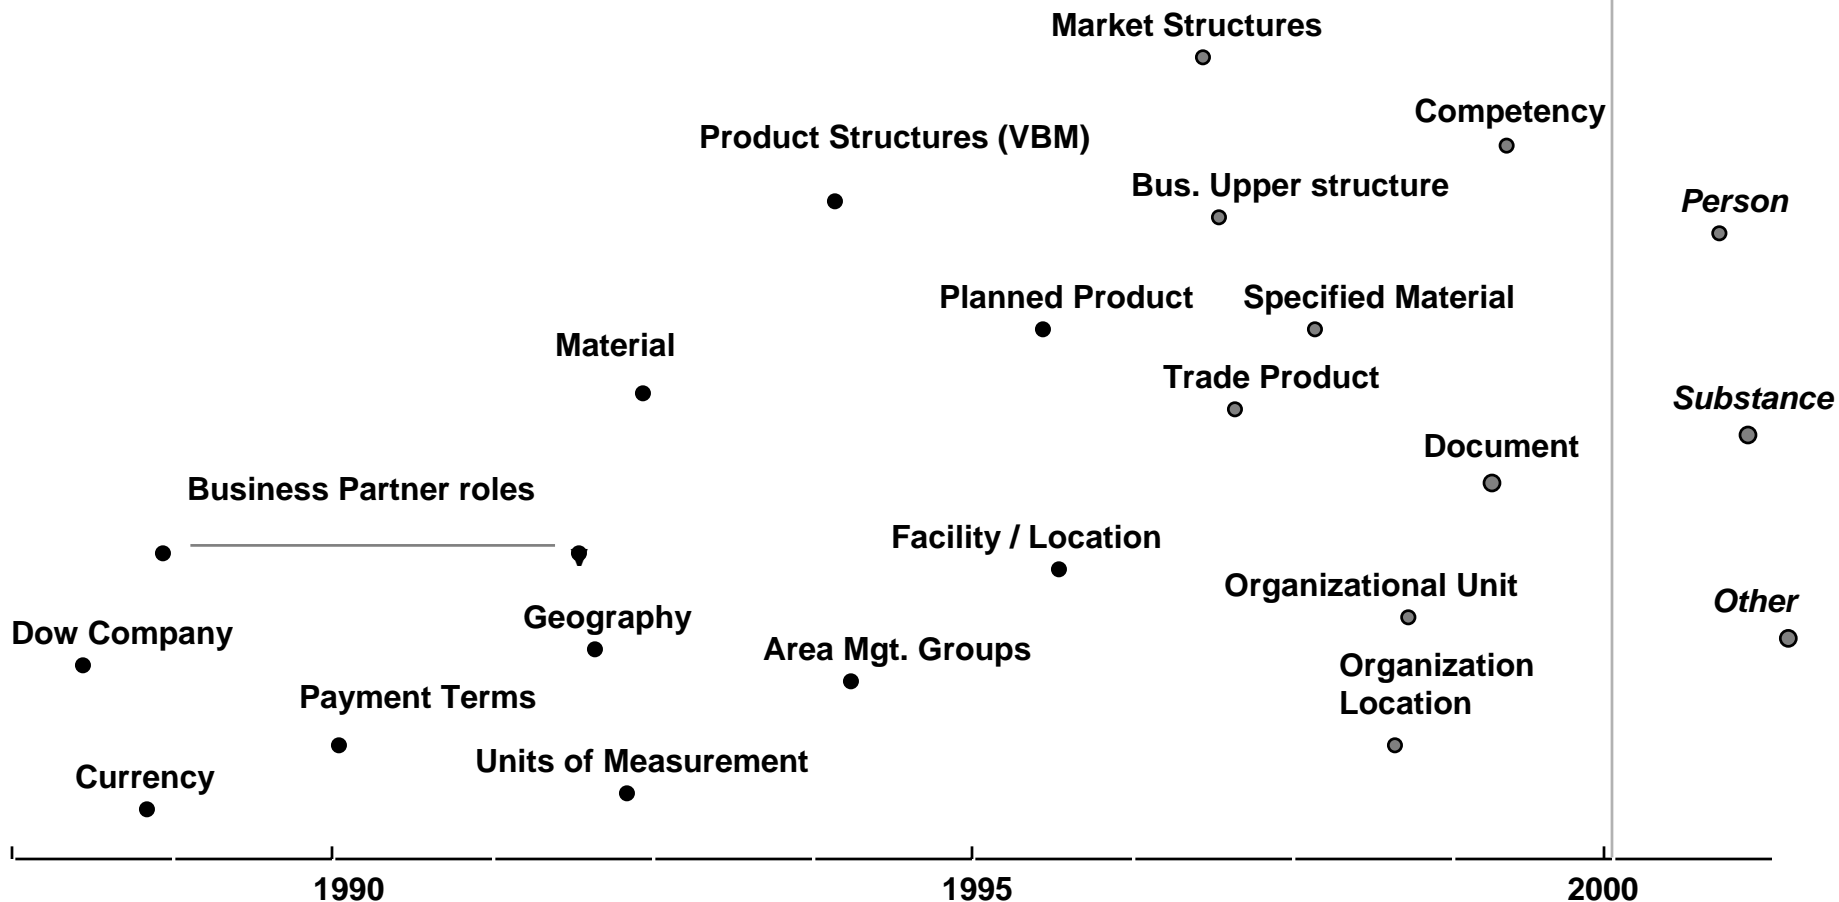 Market Structures
Competency
Product Structures (VBM)
Bus. Upper structure
Person
Planned Product
Specified Material
Material
Trade Product
Substance
Document
Business Partner roles
Facility / Location
Organizational Unit
Other
Geography
Dow Company
Area Mgt. Groups
Organization
Location
Payment Terms
Units of Measurement
Currency
1990
1995
2000